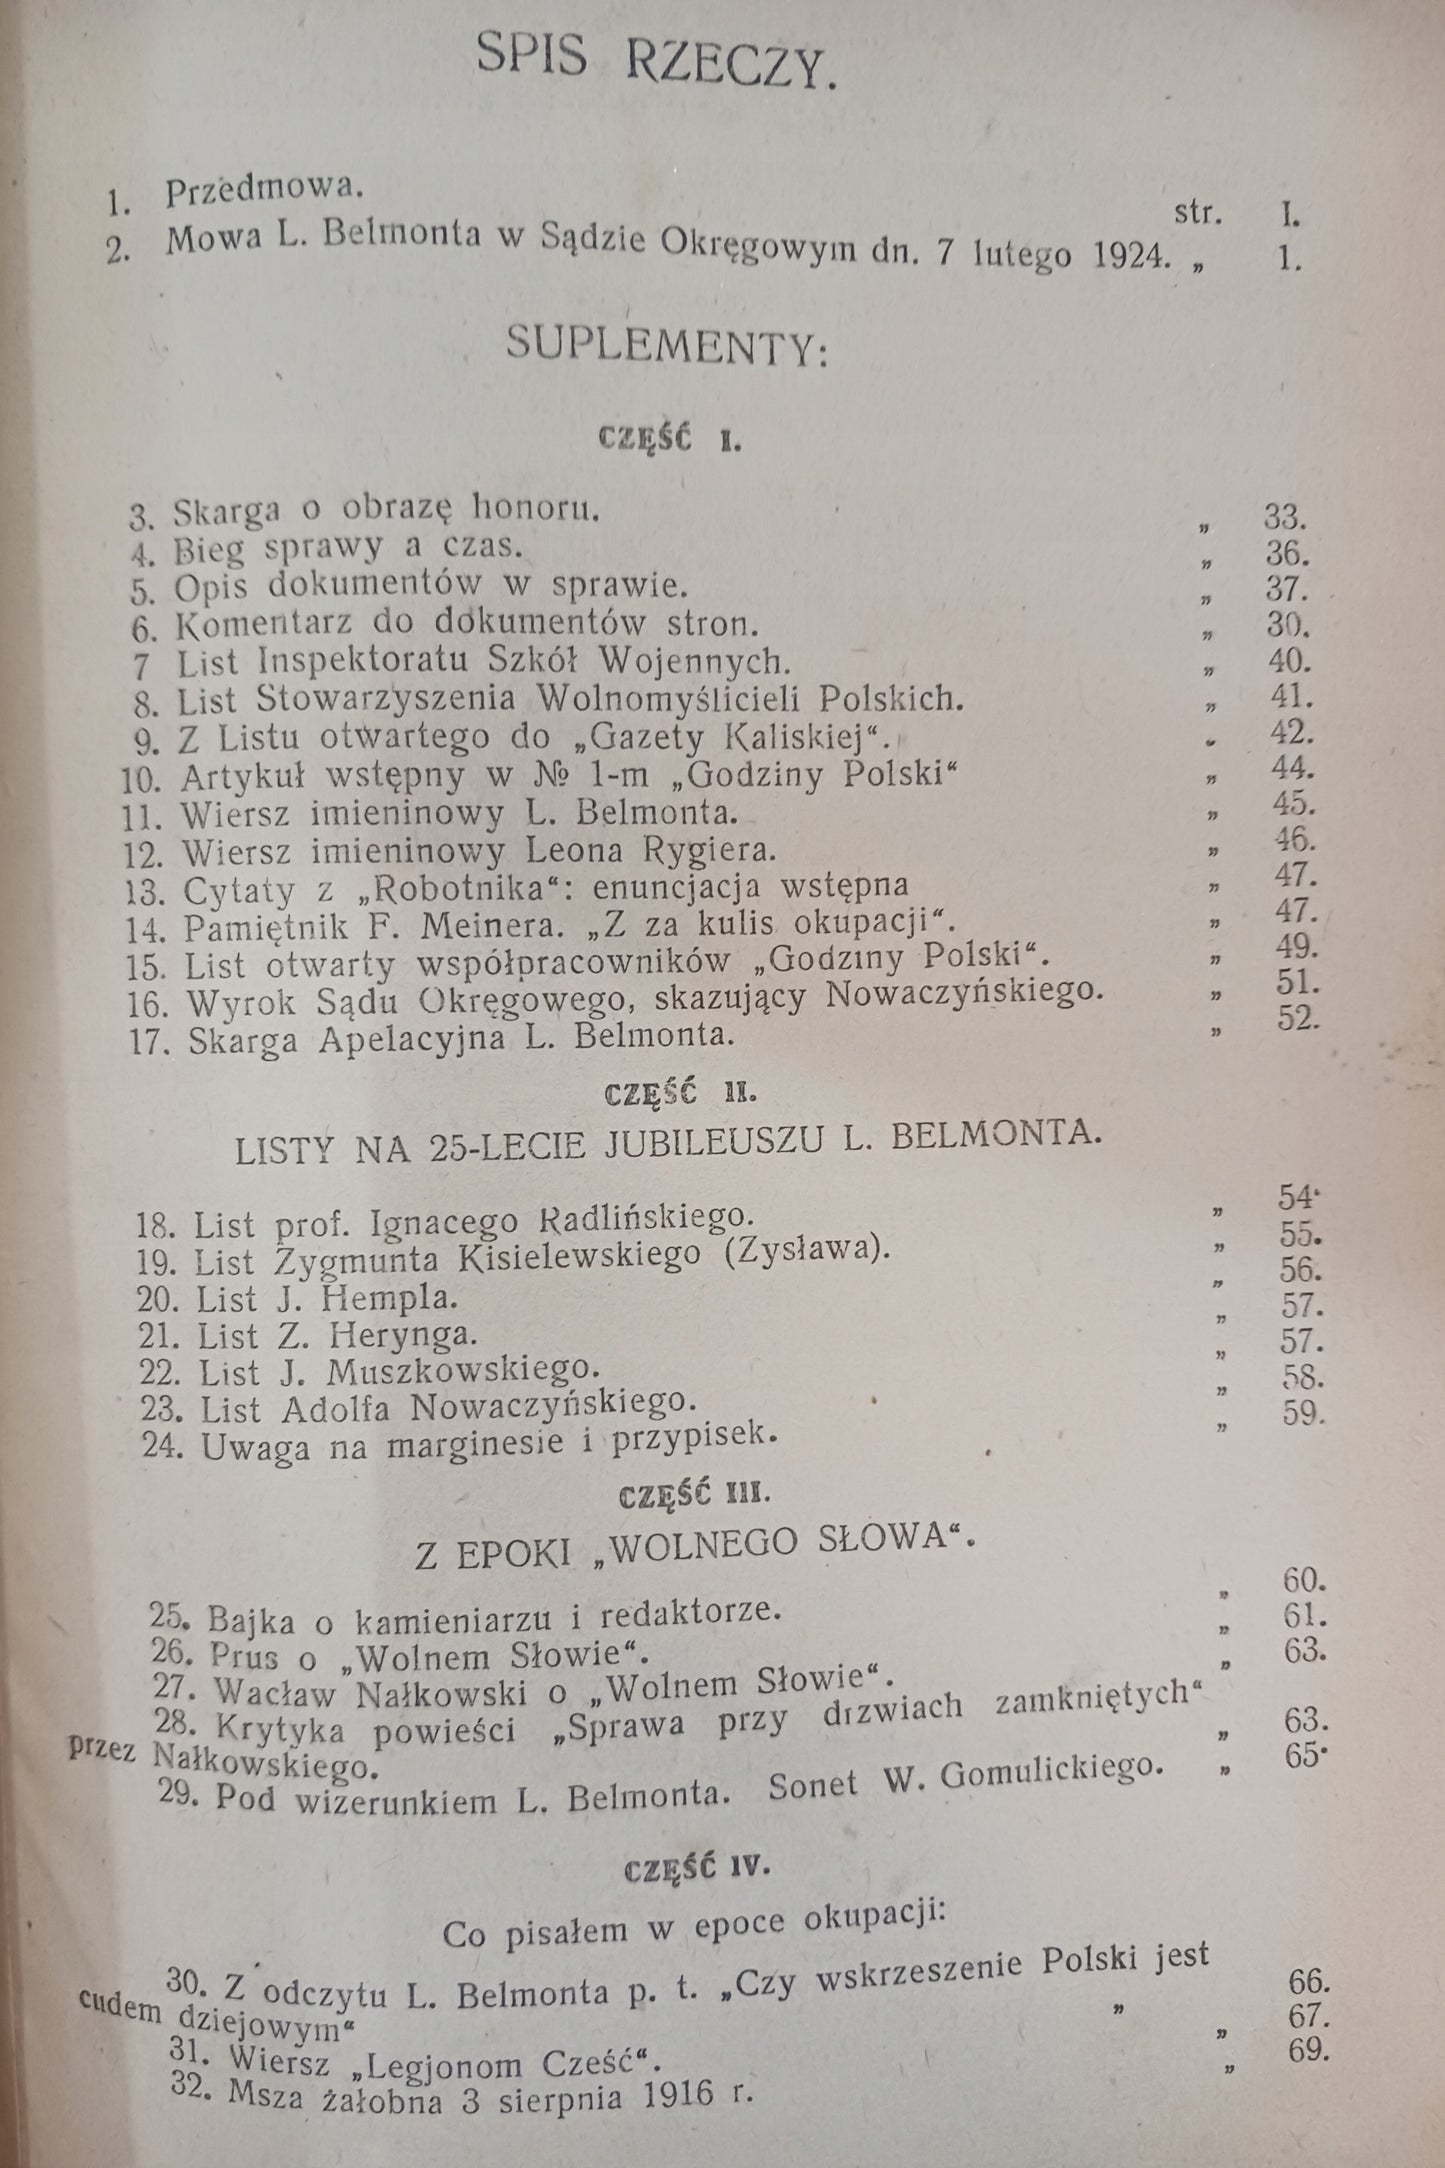 SPIS RZECZY.
1. Przedmowa. str. I.
2. Mowa L. Belmonta w Sądzie Okręgowym dn. 7 lutego 1924. „ 1.
SUPLEMENTY:
CZĘŚĆ I.
3. Skarga o obrazę honoru. „ 33.
4. Bieg sprawy a czas. „ 36.
5. Opis dokumentów w sprawie. „ 37.
6. Komentarz do dokumentów stron. „ 30.
7 List Inspektoratu Szkół Wojennych. „ 40.
8. List Stowarzyszenia Wolnomyślicieli Polskich. „ 41.
9. Z Listu otwartego do „Gazety Kaliskiej“. „ 42.
10. Artykuł wstępny w № 1-m „Godziny Polski“ „ 44.
11. Wiersz imieninowy L. Belmonta. „ 45.
12. Wiersz imieninowy Leona Rygiera. „ 46.
13. Cytaty z „Robotnika“: enuncjacja wstępna „ 47.
14. Pamiętnik F. Meinera. „Z za kulis okupacji“. „ 47.
15. List otwarty współpracowników „Godziny Polski“. „ 49.
16. Wyrok Sądu Okręgowego, skazujący Nowaczyńskiego. „ 51.
17. Skarga Apelacyjna L. Belmonta. „ 52.
CZĘŚĆ II.
LISTY NA 25-LECIE JUBILEUSZU L. BELMONTA.
18. List prof. Ignacego Radlińskiego. „ 54.
19. List Zygmunta Kisielewskiego (Zysława). „ 55.
20. List J. Hempla. „ 56.
21. List Z. Herynga. „ 57.
22. List J. Muszkowskiego. „ 57.
23. List Adolfa Nowaczyńskiego. „ 58.
24. Uwaga na marginesie i przypisek. „ 59.
CZĘŚĆ III.
Z EPOKI „WOLNEGO SŁOWA“.
25. Bajka o kamieniarzu i redaktorze. „ 60.
26. Prus o „Wolnem Słowie“. „ 61.
27. Wacław Nałkowski o „Wolnem Słowie“. „ 63.
28. Krytyka powieści „Sprawa przy drzwiach zamkniętych“
przez Nałkowskiego. „ 63.
29. Pod wizerunkiem L. Belmonta. Sonet W. Gomulickiego. „ 65.
CZĘŚĆ IV.
Co pisałem w epoce okupacji:
30. Z odczytu L. Belmonta p. t. „Czy wskrzeszenie Polski jest
cudem dziejowym“ „ 66.
31. Wiersz „Legjonom Cześć“. „ 67.
32. Msza żałobna 3 sierpnia 1916 r. „ 69.